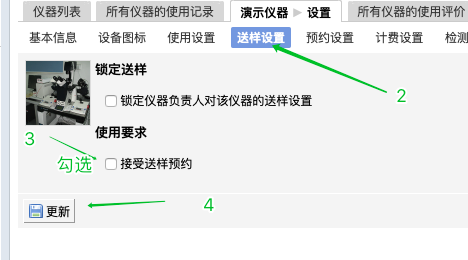 仪器列表 所有仪器的使用记录 演示仪器 ▶ 设置 所有仪器的使用评价
基本信息 设备图标 使用设置 送样设置 预约设置 计费设置 检测
锁定送样
2
锁定仪器负责人对该仪器的送样设置
使用要求
3
勾选 接受送样预约
更新 4